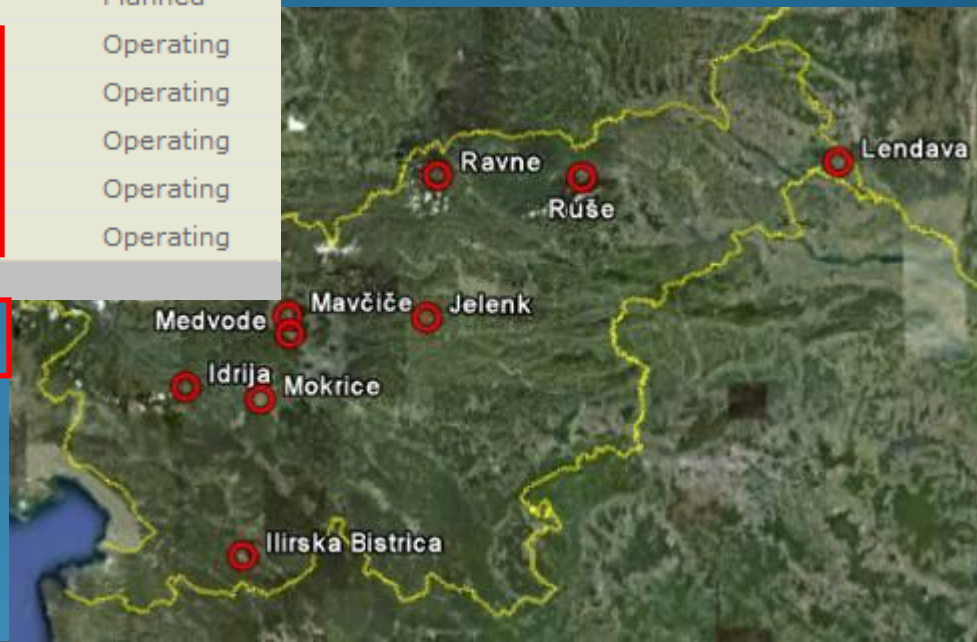 Operating
Operating
Operating
Operating
Operating
Ravne
Ruše
Lendava
Mavčiče
Medvode
Jelenk
Idrija
Mokrice
Ilirska Bistrica